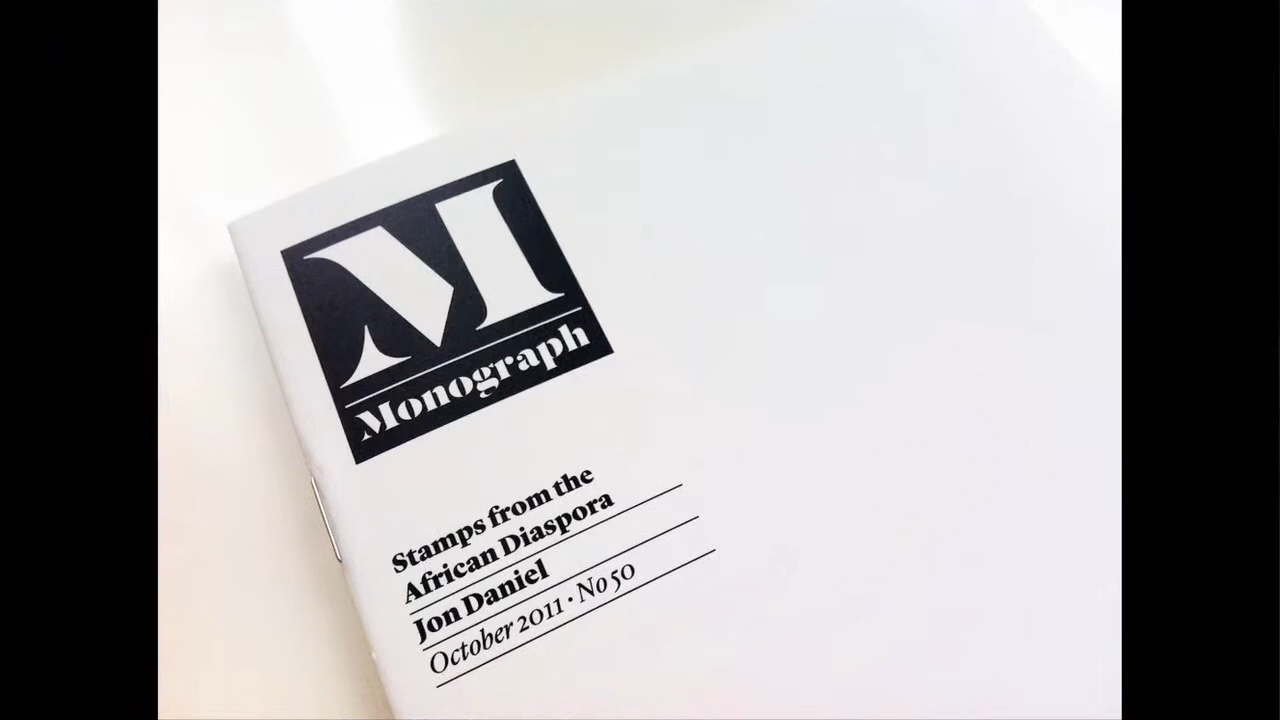 M
Monograph
Stamps from the
African Diaspora
Jon Daniel
October 2011 · No 50